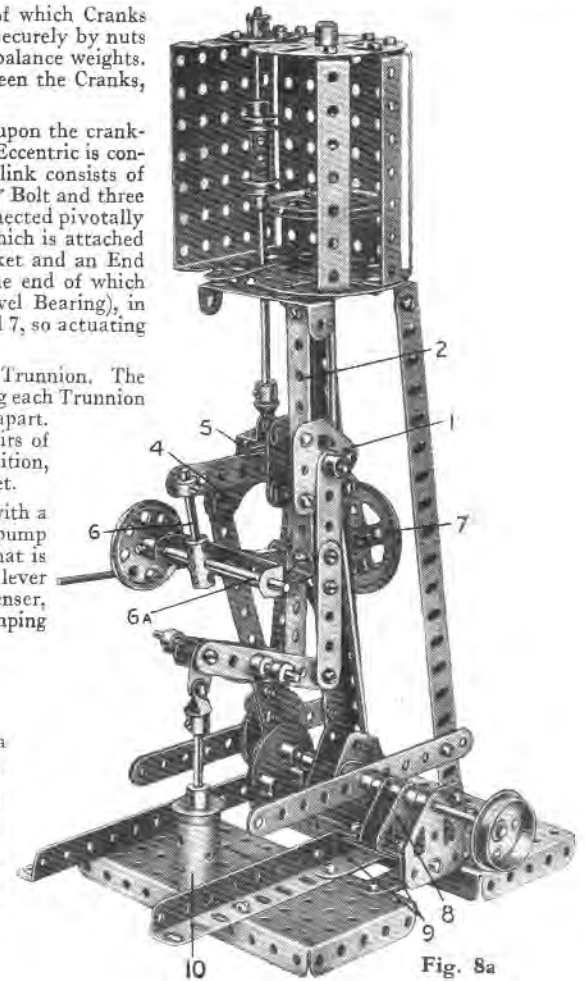 of which Cranks
securely by nuts
balance weights.
een the Cranks,
upon the crank-
Eccentric is con-
link consists of
Bolt and three
nected pivotally
hich is attached
ket and an End
e end of which
vel Bearing), in
7, so actuating
Trunnion. The
g each Trunnion
apart.
irs of
ition,
et.
with a
pump
hat is
lever
enser,
mping
a
2
1
5
4
6
7
6A
8
9
10
Fig. 8a